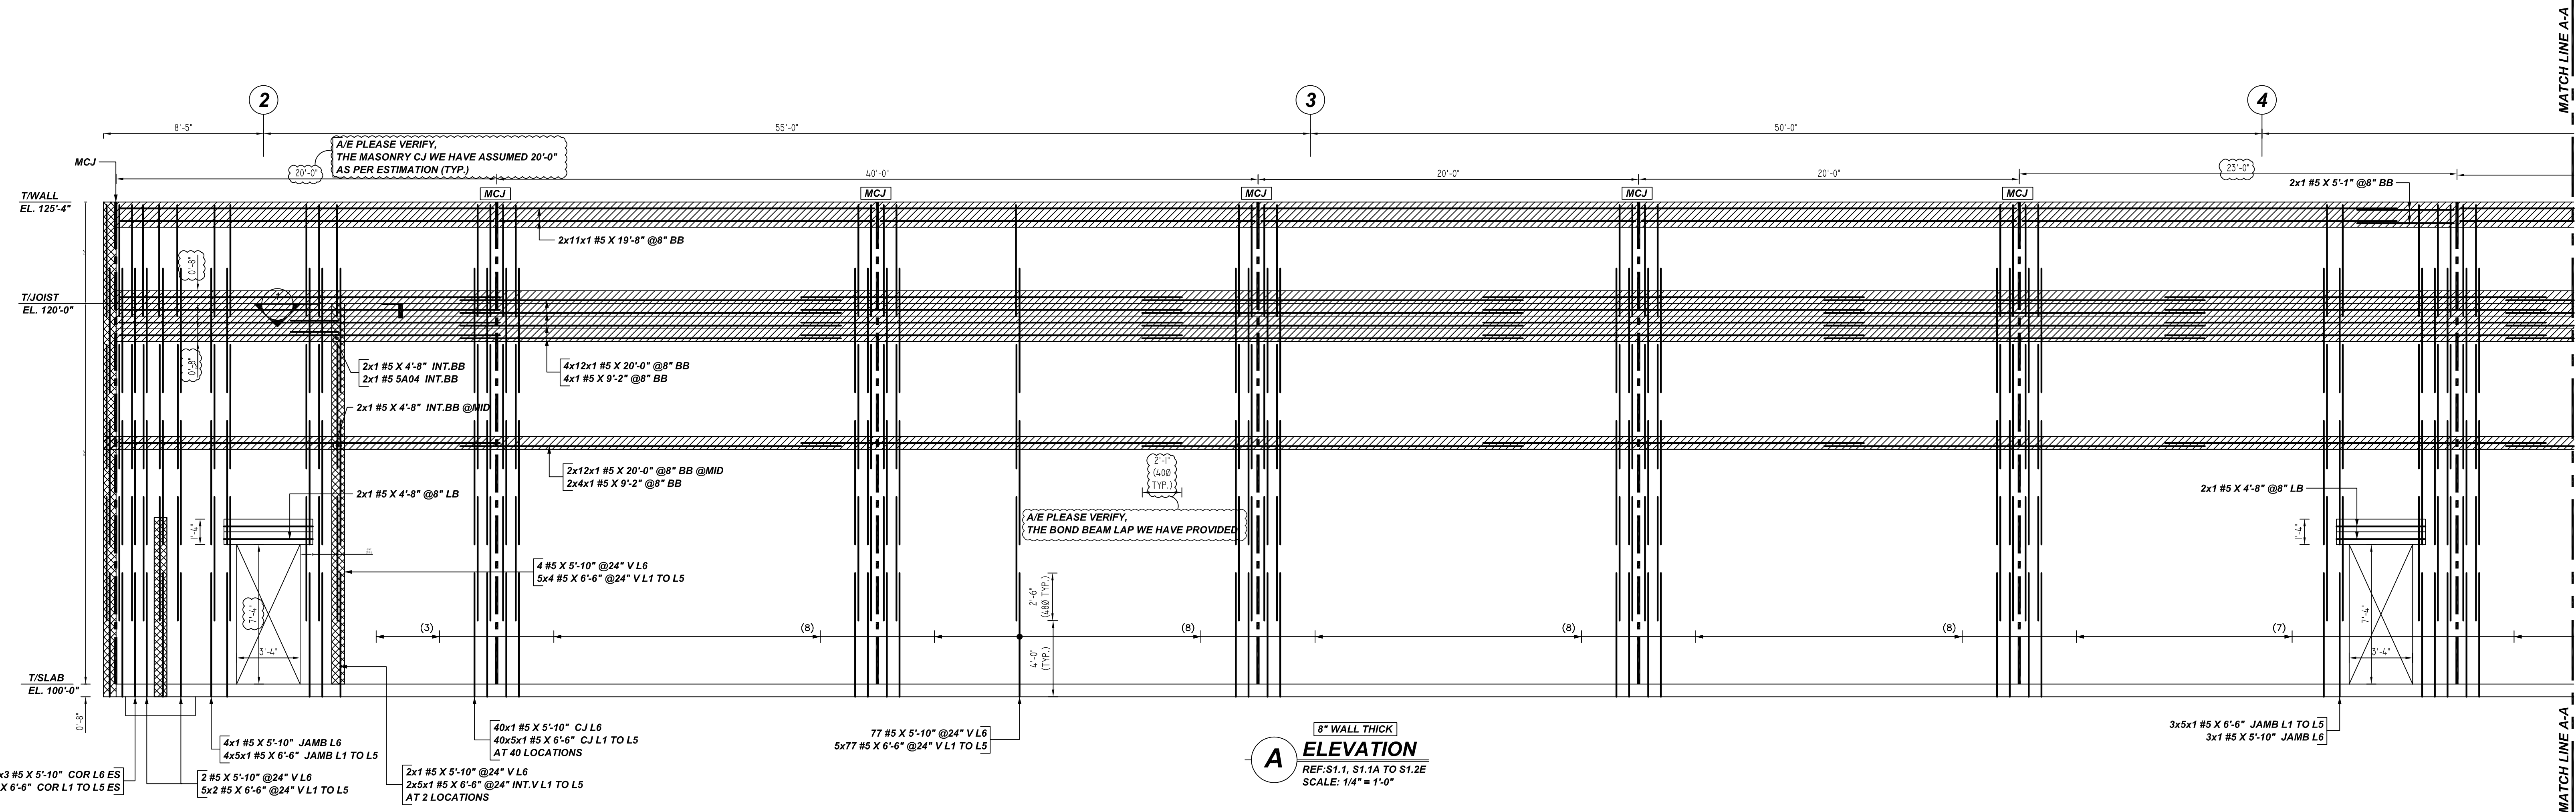 MATCH LINE A-A
2
3
4
8'-5"
55'-0"
50'-0"
A/E PLEASE VERIFY,
THE MASONRY CJ WE HAVE ASSUMED 20'-0"
AS PER ESTIMATION (TYP.)
MCJ
20'-0"
40'-0"
20'-0"
20'-0"
23'-0"
2x1 #5 X 5'-1" @8" BB
T/WALL
EL. 125'-4"
MCJ
MCJ
MCJ
MCJ
MCJ
2x11x1 #5 X 19'-8" @8" BB
0'-8"
T/JOIST
EL. 120'-0"
0'-8"
2x1 #5 X 4'-8" INT.BB
2x1 #5 5A04 INT.BB
4x12x1 #5 X 20'-0" @8" BB
4x1 #5 X 9'-2" @8" BB
2x1 #5 X 4'-8" INT.BB @MID
2x12x1 #5 X 20'-0" @8" BB @MID
2x4x1 #5 X 9'-2" @8" BB
2'-1"
(40Ø
TYP.)
2x1 #5 X 4'-8" @8" LB
2x1 #5 X 4'-8" @8" LB
A/E PLEASE VERIFY,
THE BOND BEAM LAP WE HAVE PROVIDED
1'-4"
1'-4"
4 #5 X 5'-10" @24" V L6
5x4 #5 X 6'-6" @24" V L1 TO L5
2'-6"
(48Ø TYP.)
7'-4"
7'-4"
(3)
(8)
(8)
(8)
(8)
(7)
3'-4"
3'-4"
4'-0"
(TYP.)
T/SLAB
EL. 100'-0"
0'-8"
4x1 #5 X 5'-10" JAMB L6
4x5x1 #5 X 6'-6" JAMB L1 TO L5
40x1 #5 X 5'-10" CJ L6
40x5x1 #5 X 6'-6" CJ L1 TO L5
AT 40 LOCATIONS
77 #5 X 5'-10" @24" V L6
5x77 #5 X 6'-6" @24" V L1 TO L5
3x5x1 #5 X 6'-6" JAMB L1 TO L5
3x1 #5 X 5'-10" JAMB L6
x3 #5 X 5'-10" COR L6 ES
X 6'-6" COR L1 TO L5 ES
2 #5 X 5'-10" @24" V L6
5x2 #5 X 6'-6" @24" V L1 TO L5
2x1 #5 X 5'-10" @24" V L6
2x5x1 #5 X 6'-6" @24" INT.V L1 TO L5
AT 2 LOCATIONS
8" WALL THICK
A
ELEVATION
REF:S1.1, S1.1A TO S1.2E
SCALE: 1/4" = 1'-0"
MATCH LINE A-A